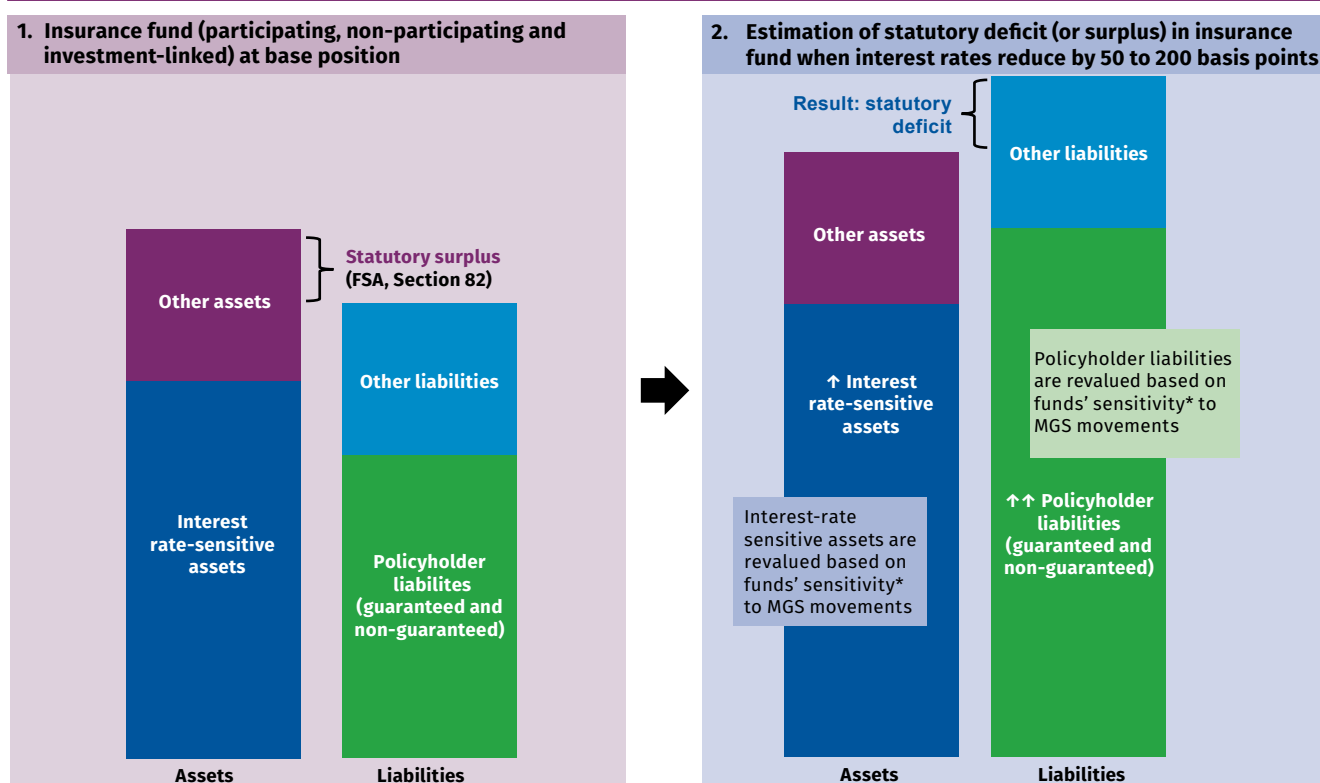 1. Insurance fund (participating, non-participating and
investment-linked) at base position
Statutory surplus
(FSA, Section 82)
Other assets
Other liabilities
Interest
rate-sensitive
assets
Policyholder
liabilites
(guaranteed and
non-guaranteed)
Assets
Liabilities
2. Estimation of statutory deficit (or surplus) in insurance
fund when interest rates reduce by 50 to 200 basis points
Result: statutory
deficit
Other liabilities
Other assets
↑ Interest
rate-sensitive
assets
Policyholder liabilities
are revalued based on
funds' sensitivity* to
MGS movements
Interest-rate
sensitive assets are
revalued based on
funds' sensitivity*
to MGS movements
↑↑ Policyholder
liabilities
(guaranteed and
non-guaranteed)
Assets
Liabilities